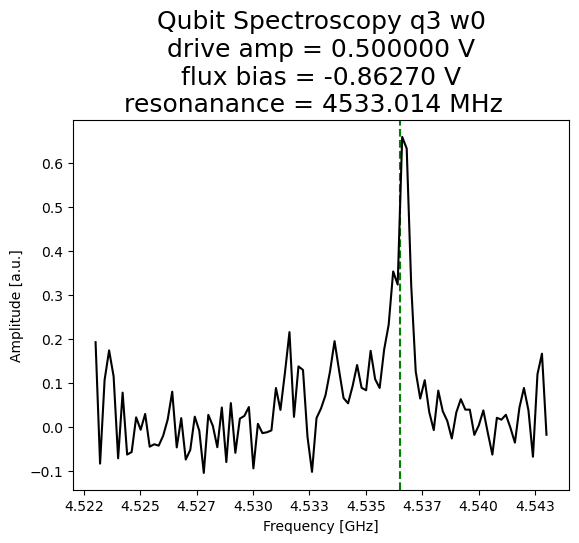 Qubit Spectroscopy q3 w0
drive amp = 0.500000 V
flux bias = -0.86270 V
resonanance = 4533.014 MHz
Amplitude [a.u.]
0.6
0.5
0.4
0.3
0.2
0.1
0.0
−0.1
4.522 4.525 4.527 4.530 4.533 4.535 4.537 4.540 4.543
Frequency [GHz]